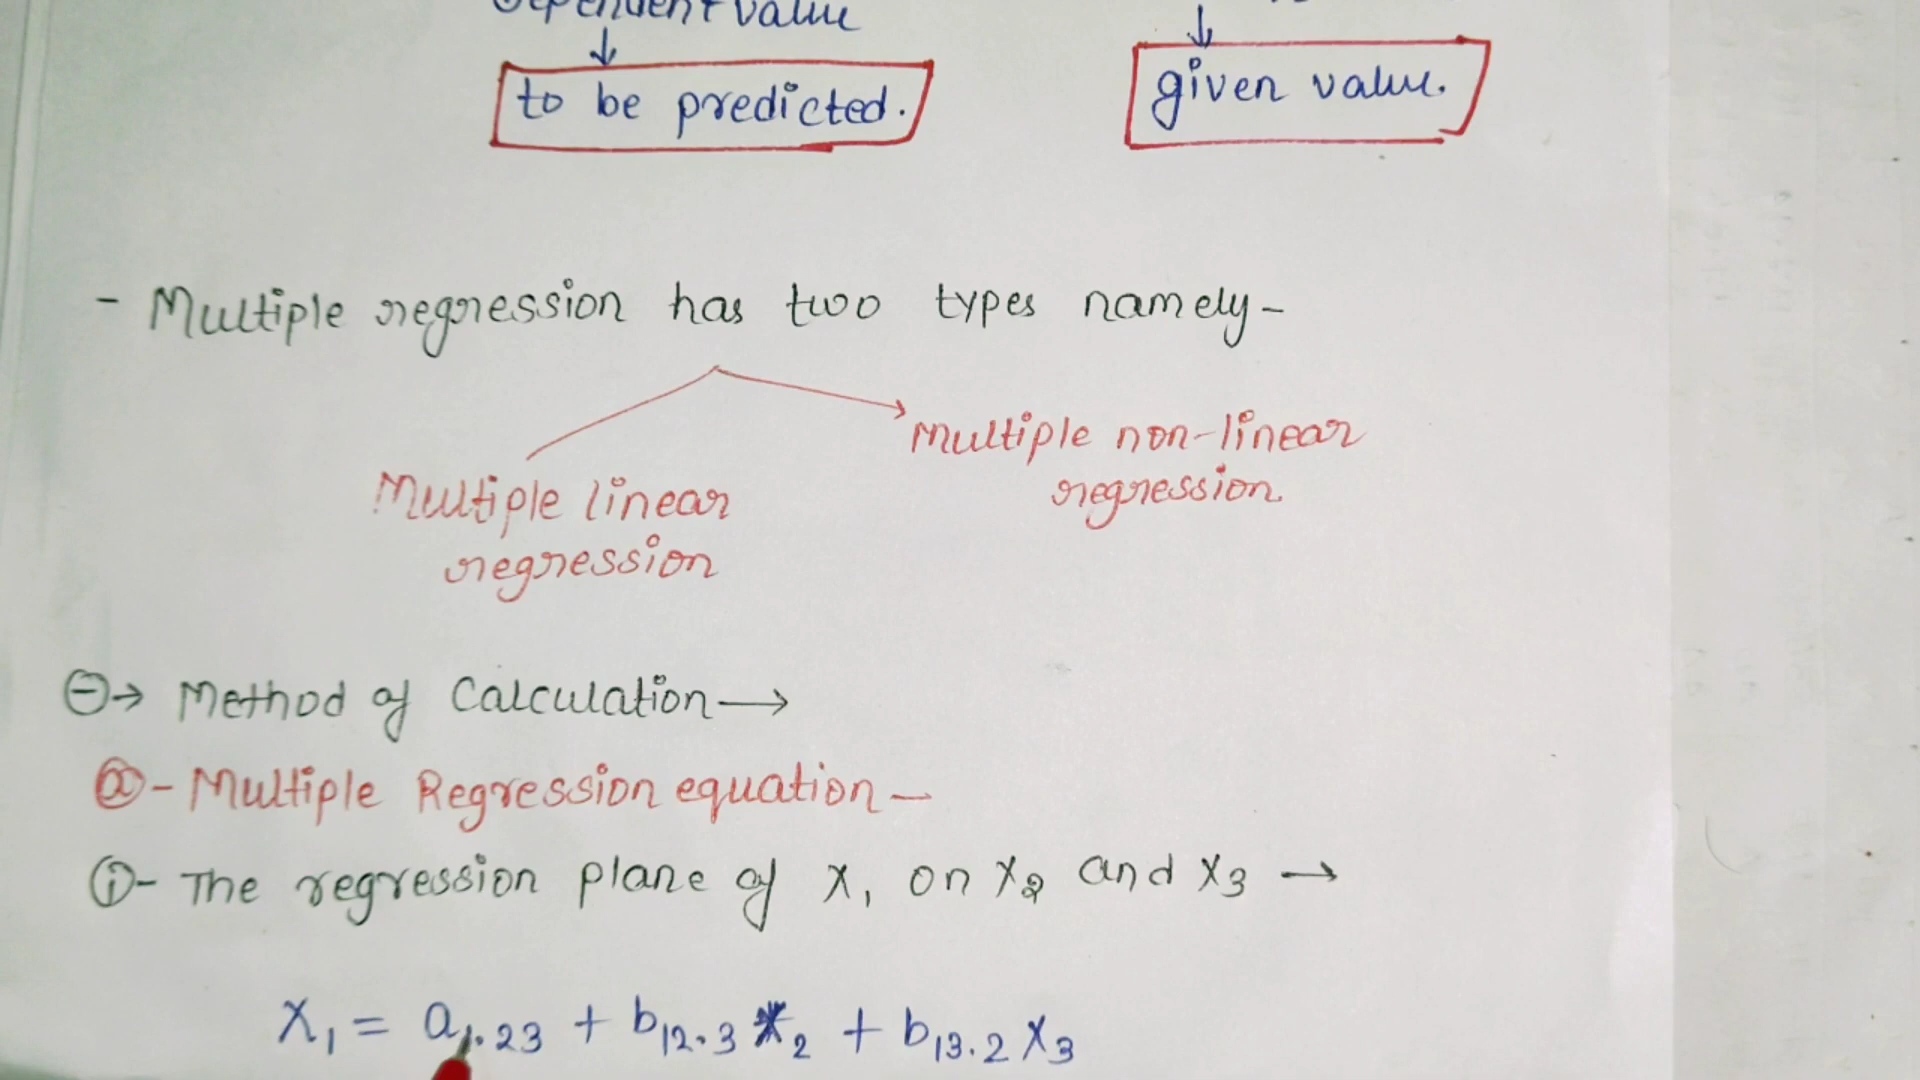 Dependent value
to be predicted.
given value.
- Multiple regression has two types namely-
Multiple linear
regression
Multiple non-linear
regression.
⊖→ Method of Calculation→
ⓐ- Multiple Regression equation-
ⓘ- The regression plane of X₁ on X₂ and X₃ →
X₁ = a₁.₂₃ + b₁₂.₃ X₂ + b₁₃.₂ X₃